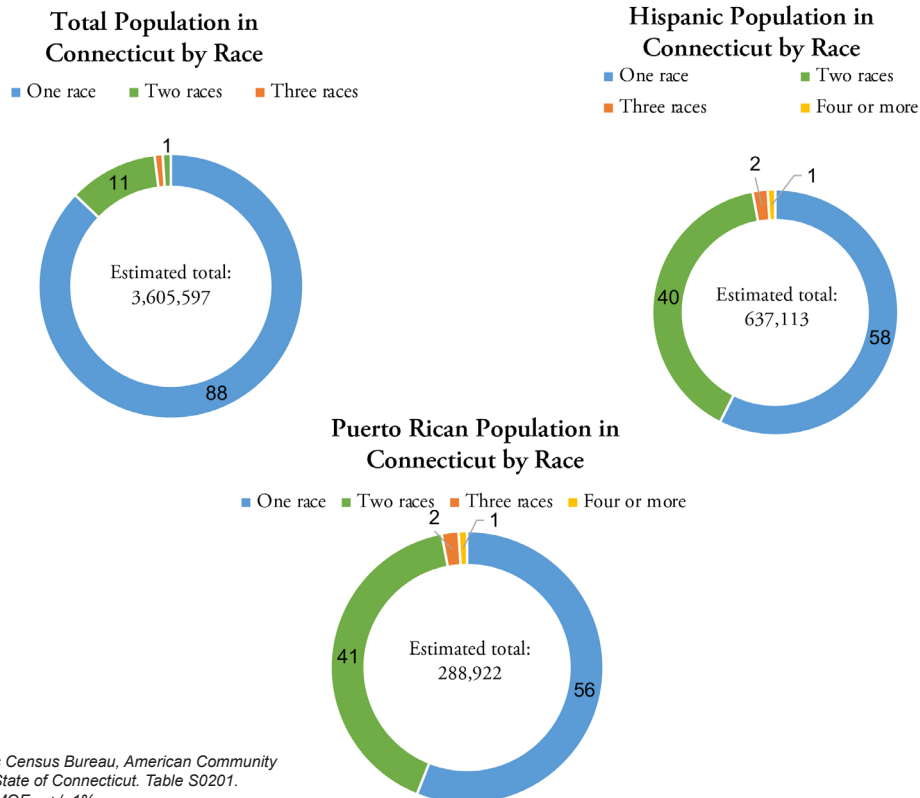 Total Population in
Connecticut by Race
One race Two races Three races
1
11
Estimated total:
3,605,597
88
Hispanic Population in
Connecticut by Race
One race Two races
Three races Four or more
2 1
40
Estimated total:
637,113
58
Puerto Rican Population in
Connecticut by Race
One race Two races Three races Four or more
2 1
41
Estimated total:
288,922
56
Census Bureau, American Community
State of Connecticut. Table S0201.